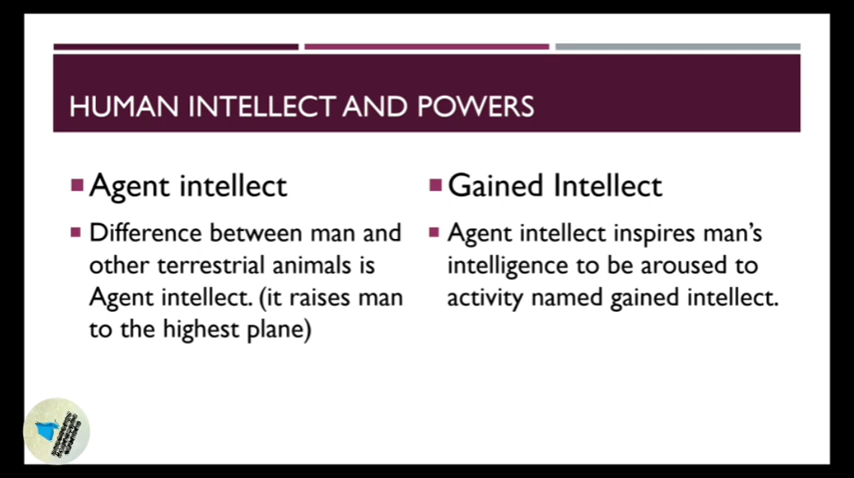 HUMAN INTELLECT AND POWERS
Agent intellect
Difference between man and
other terrestrial animals is
Agent intellect. (it raises man
to the highest plane)
Gained Intellect
Agent intellect inspires man's
intelligence to be aroused to
activity named gained intellect.